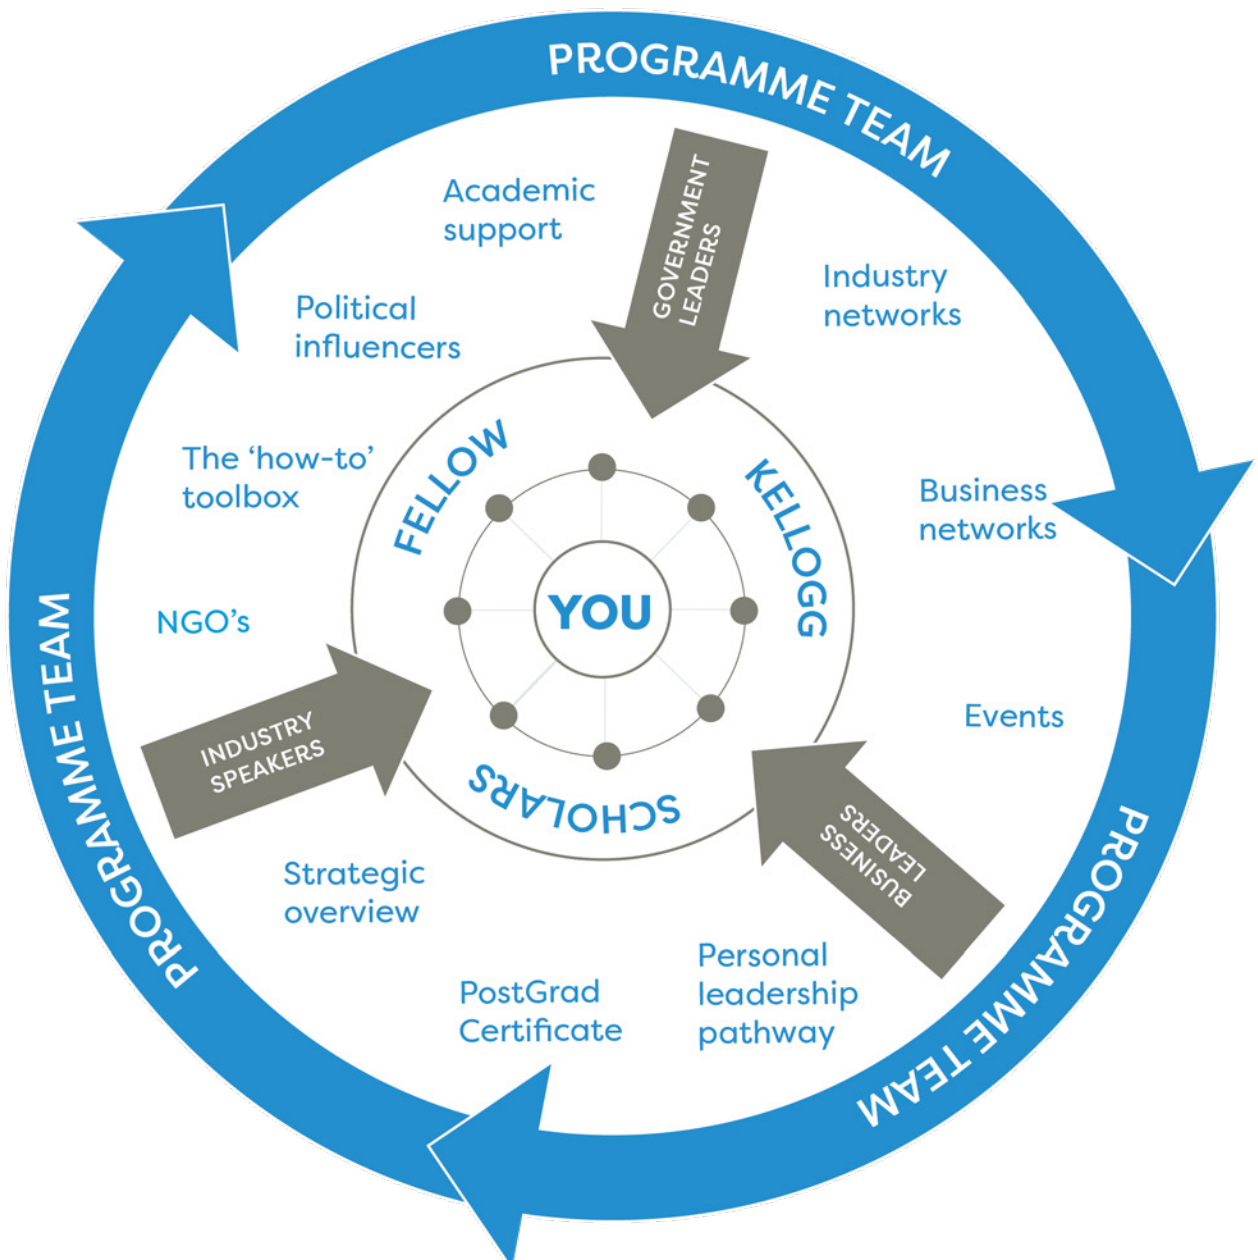 PROGRAMME TEAM
Academic
support
GOVERNMENT
LEADERS
Industry
networks
Political
influencers
The ‘how-to’
toolbox
FELLOW
KELLOGG
Business
networks
YOU
NGO’s
PROGRAMME TEAM
INDUSTRY
SPEAKERS
SCHOLARS
Events
BUSINESS
LEADERS
PROGRAMME TEAM
Strategic
overview
PostGrad
Certificate
Personal
leadership
pathway